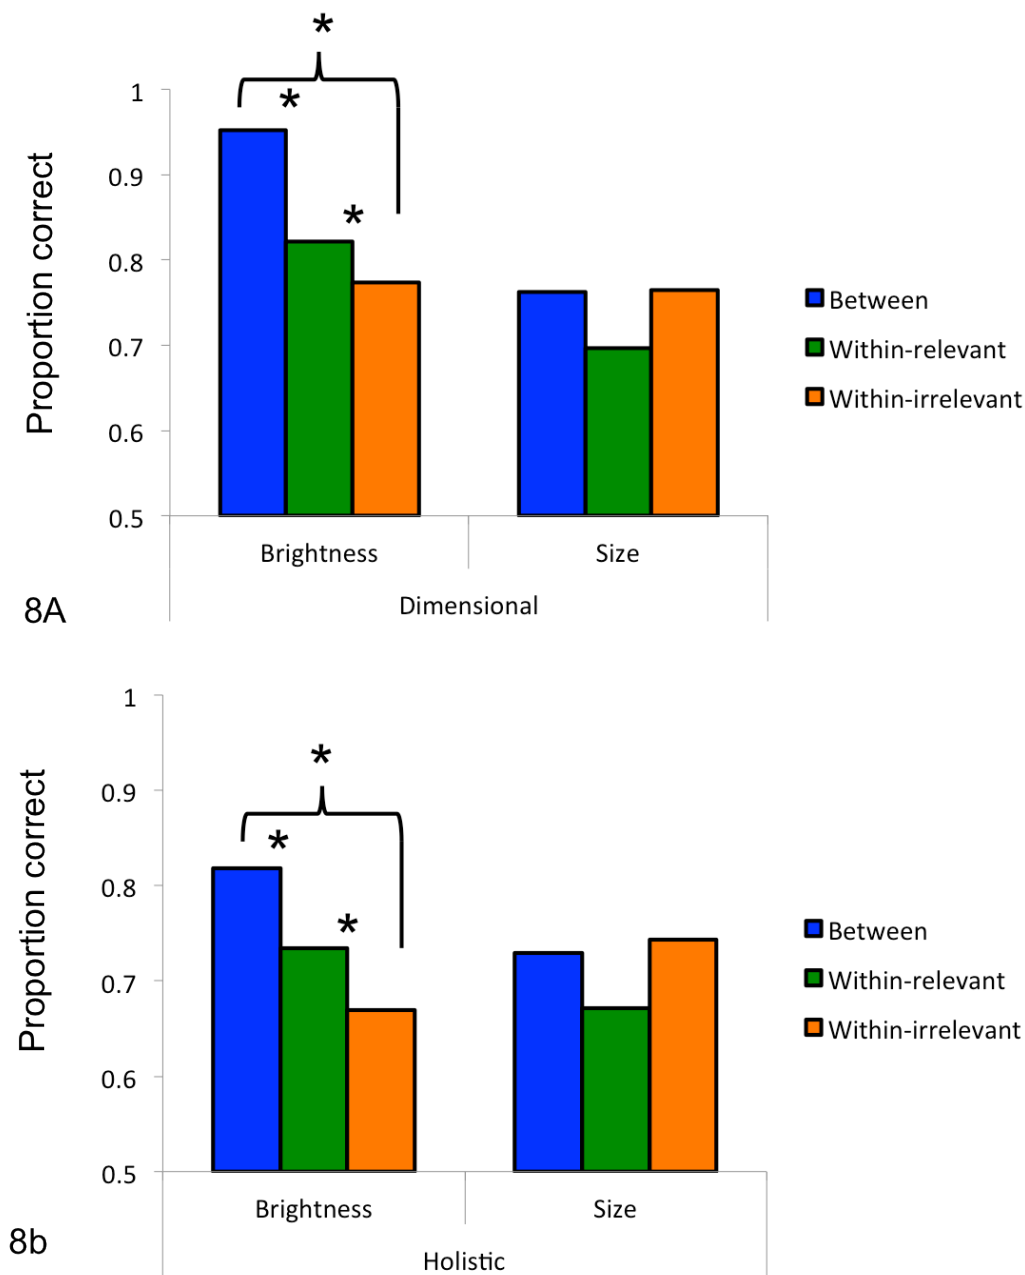 *
*
*
1
0.9
0.8
0.7
0.6
0.5
Proportion correct
Brightness
Size
Dimensional
Between
Within-relevant
Within-irrelevant
8A
*
*
*
1
0.9
0.8
0.7
0.6
0.5
Proportion correct
Brightness
Size
Holistic
Between
Within-relevant
Within-irrelevant
8b